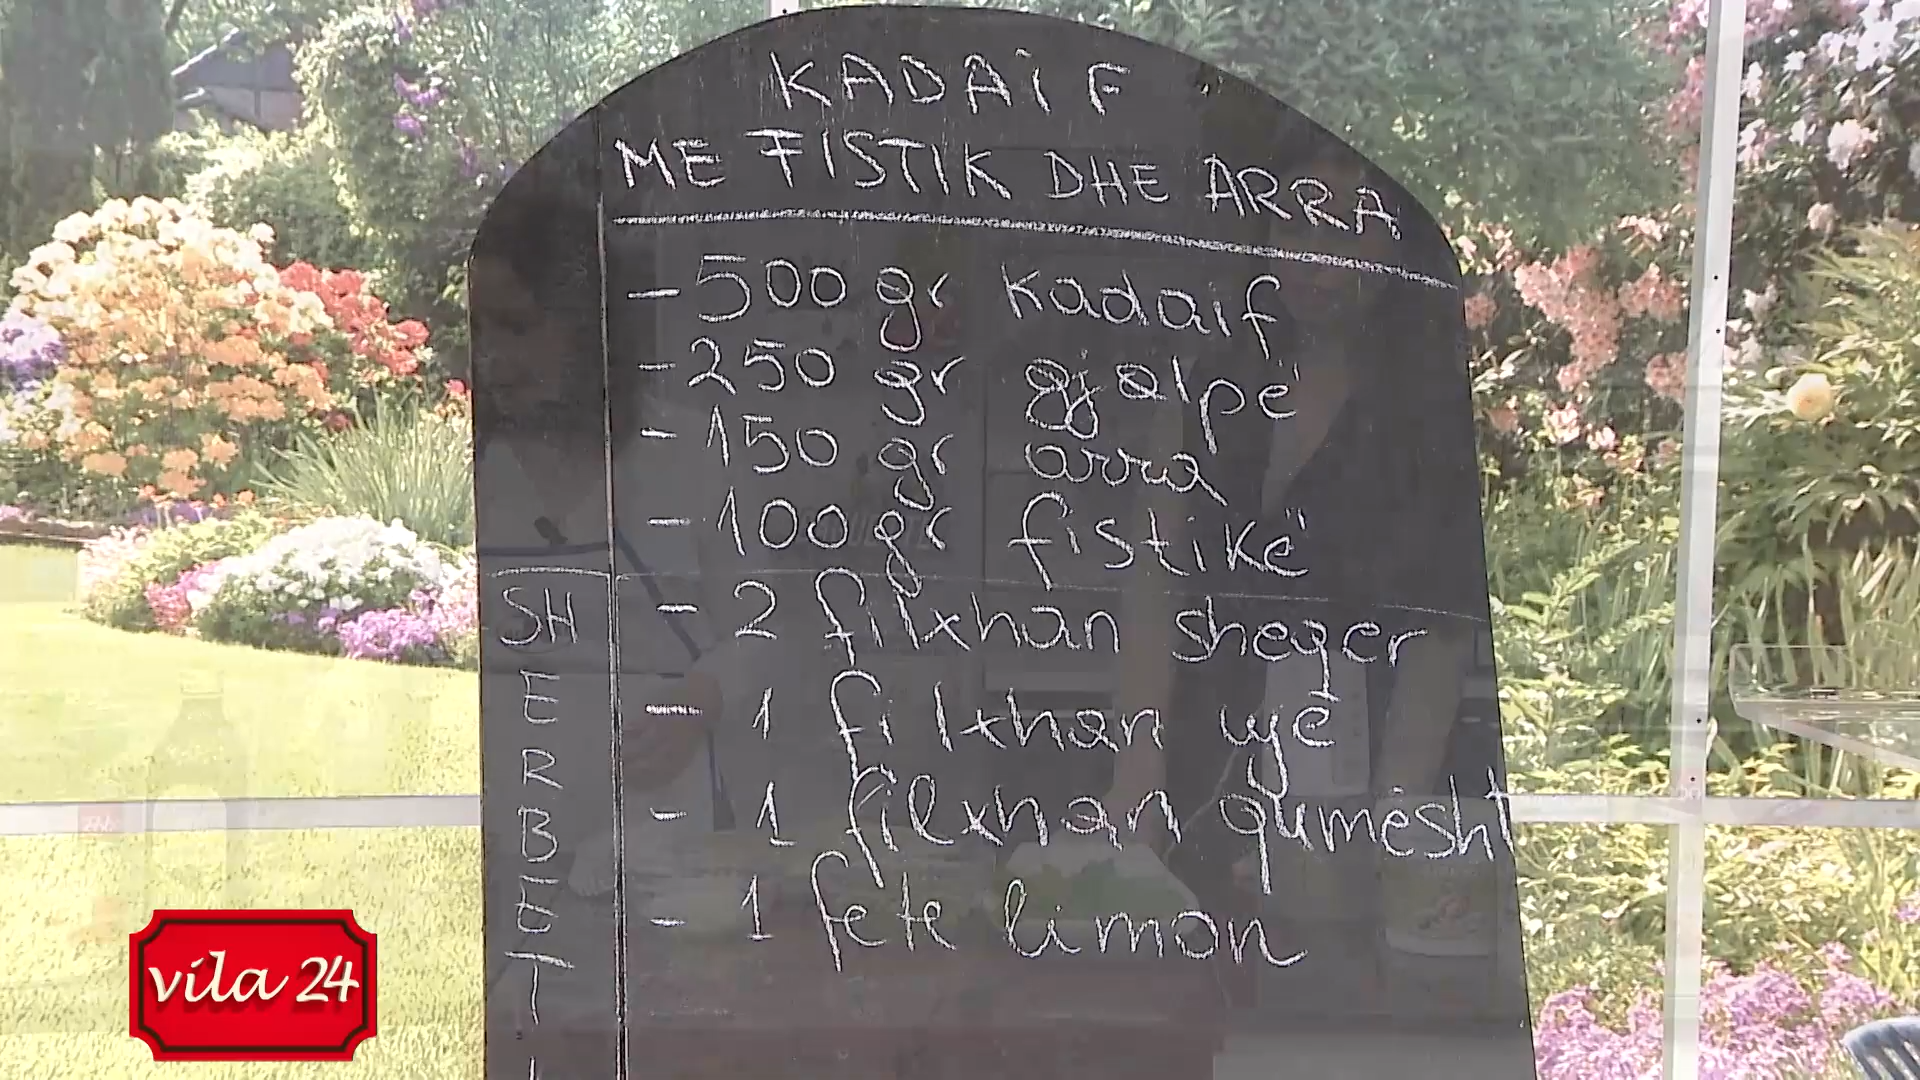 KADAIF
ME FISTIK DHE ARRA
- 500 gr kadaif
- 250 gr gjalpë
- 150 gr arra
- 100 gr fistikë
SHERBETI
- 2 filxhan sheqer
- 1 filxhan ujë
- 1 filxhan qumësht
- 1 fete limon
vila 24